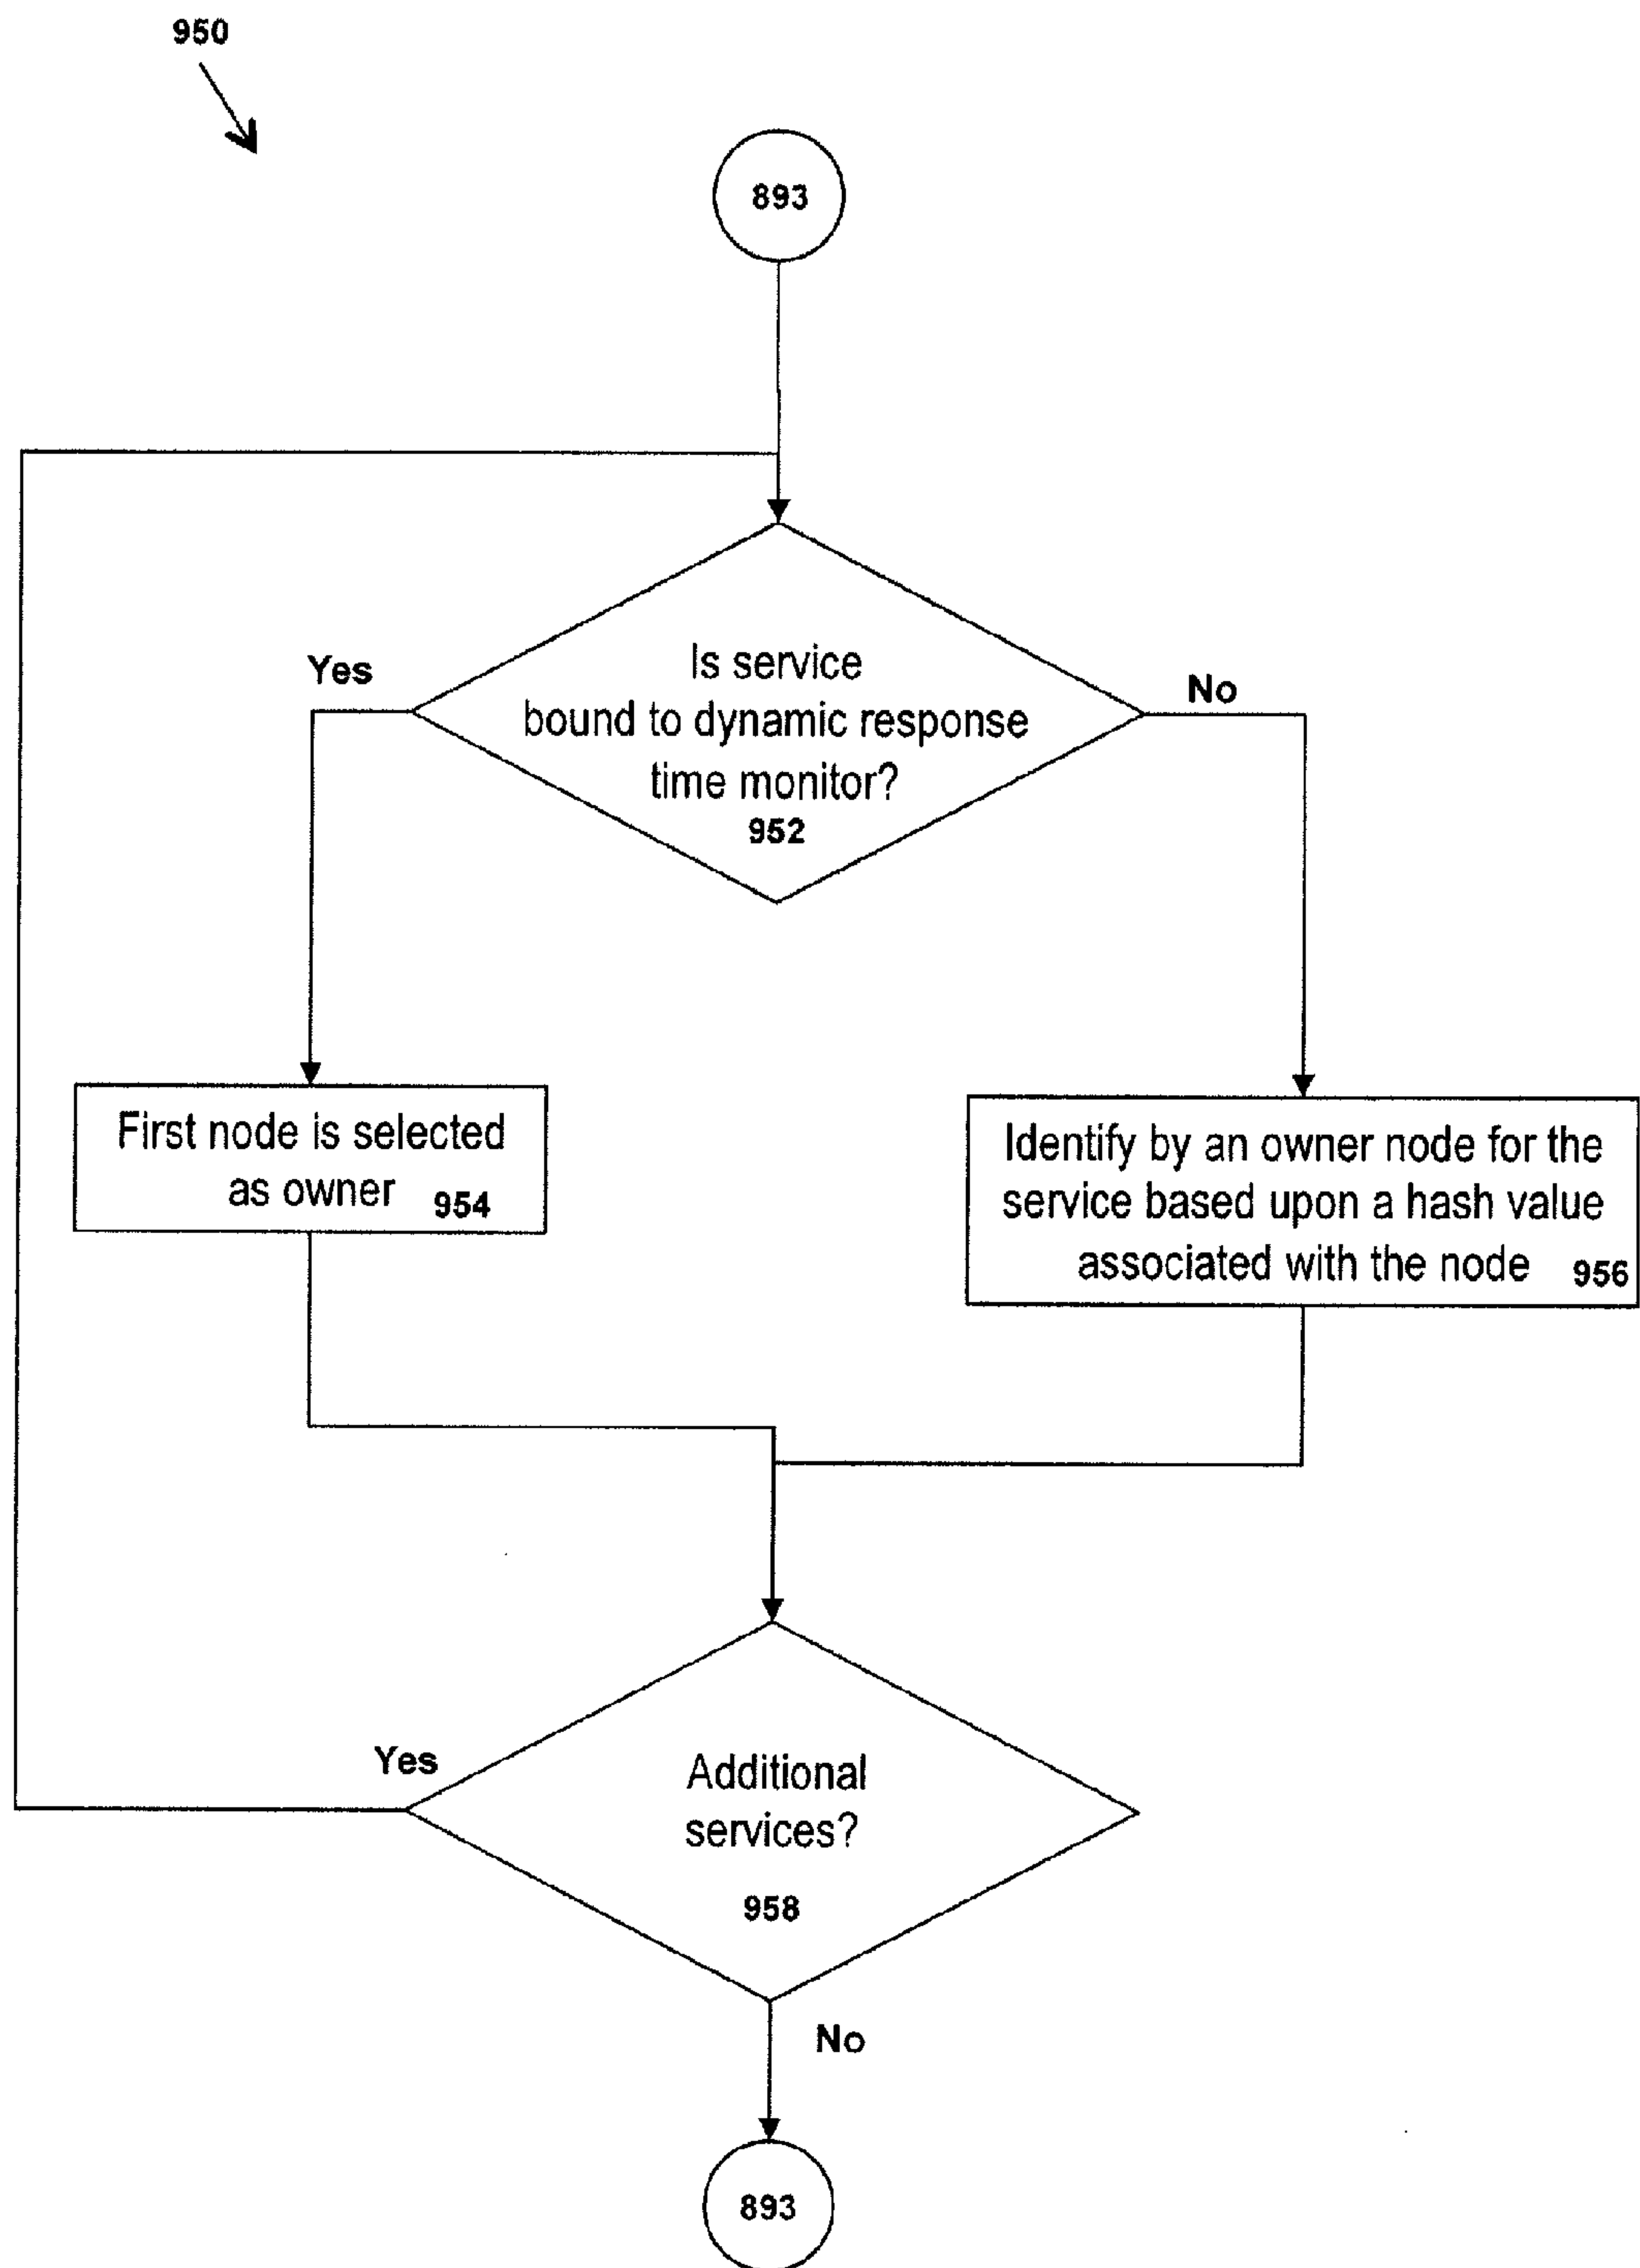 950
893
Is service
bound to dynamic response
time monitor?
952
Yes
No
First node is selected
as owner 954
Identify by an owner node for the
service based upon a hash value
associated with the node 956
Additional
services?
958
Yes
No
893